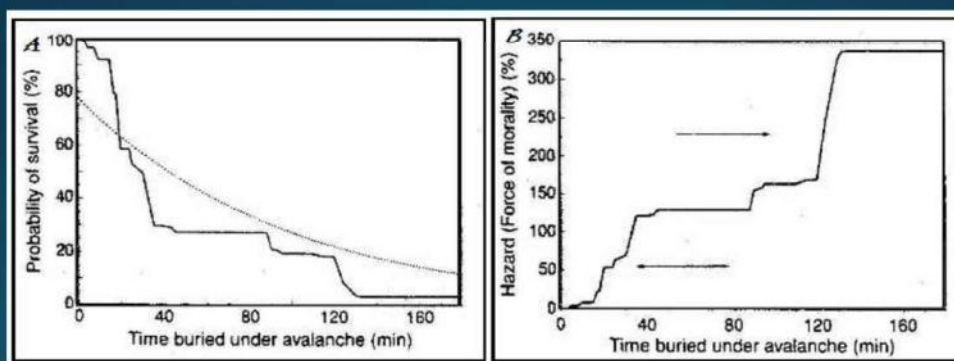 A
Probability of survival (%)
100
80
60
40
20
0
0 40 80 120 160
Time buried under avalanche (min)
B
Hazard (Force of morality) (%)
350
300
250
200
150
100
50
0
0 40 80 120 160
Time buried under avalanche (min)